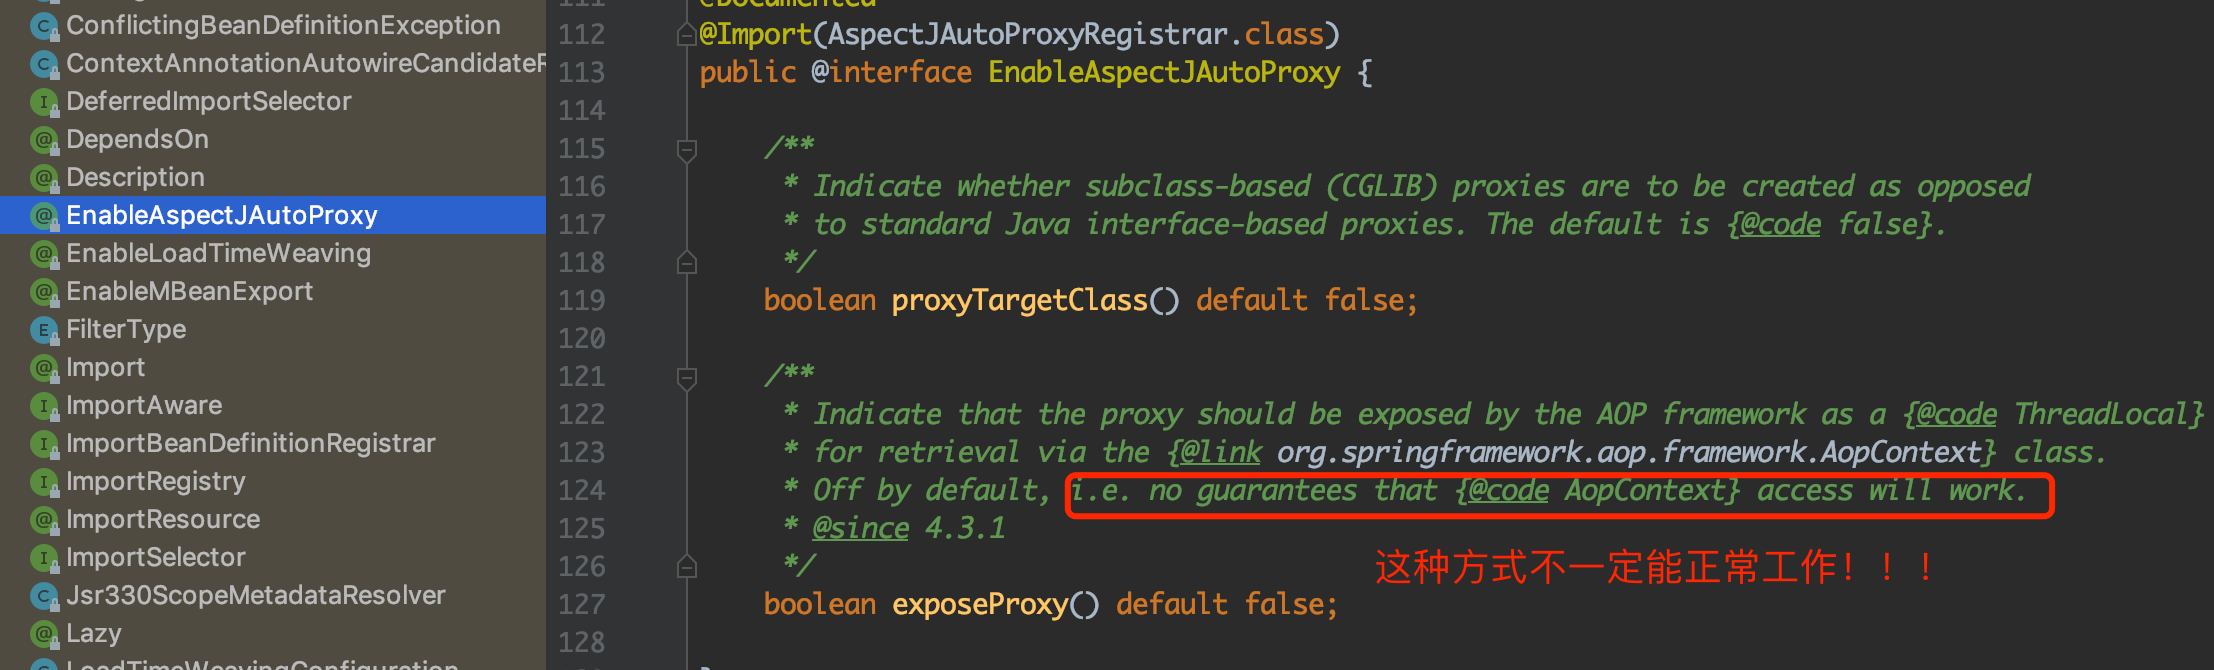 ConflictingBeanDefinitionException
ContextAnnotationAutowireCandidateR
DeferredImportSelector
DependsOn
Description
EnableAspectJAutoProxy
EnableLoadTimeWeaving
EnableMBeanExport
FilterType
Import
ImportAware
ImportBeanDefinitionRegistrar
ImportRegistry
ImportResource
ImportSelector
Jsr330ScopeMetadataResolver
Lazy
LoadTimeWeavingConfiguration
111 @Documented
112 @Import(AspectJAutoProxyRegistrar.class)
113 public @interface EnableAspectJAutoProxy {
114
115 /**
116 * Indicate whether subclass-based (CGLIB) proxies are to be created as opposed
117 * to standard Java interface-based proxies. The default is {@code false}.
118 */
119 boolean proxyTargetClass() default false;
120
121 /**
122 * Indicate that the proxy should be exposed by the AOP framework as a {@code ThreadLocal}
123 * for retrieval via the {@link org.springframework.aop.framework.AopContext} class.
124 * Off by default, i.e. no guarantees that {@code AopContext} access will work.
125 * @since 4.3.1
126 */
这种方式不一定能正常工作！！！
127 boolean exposeProxy() default false;
128